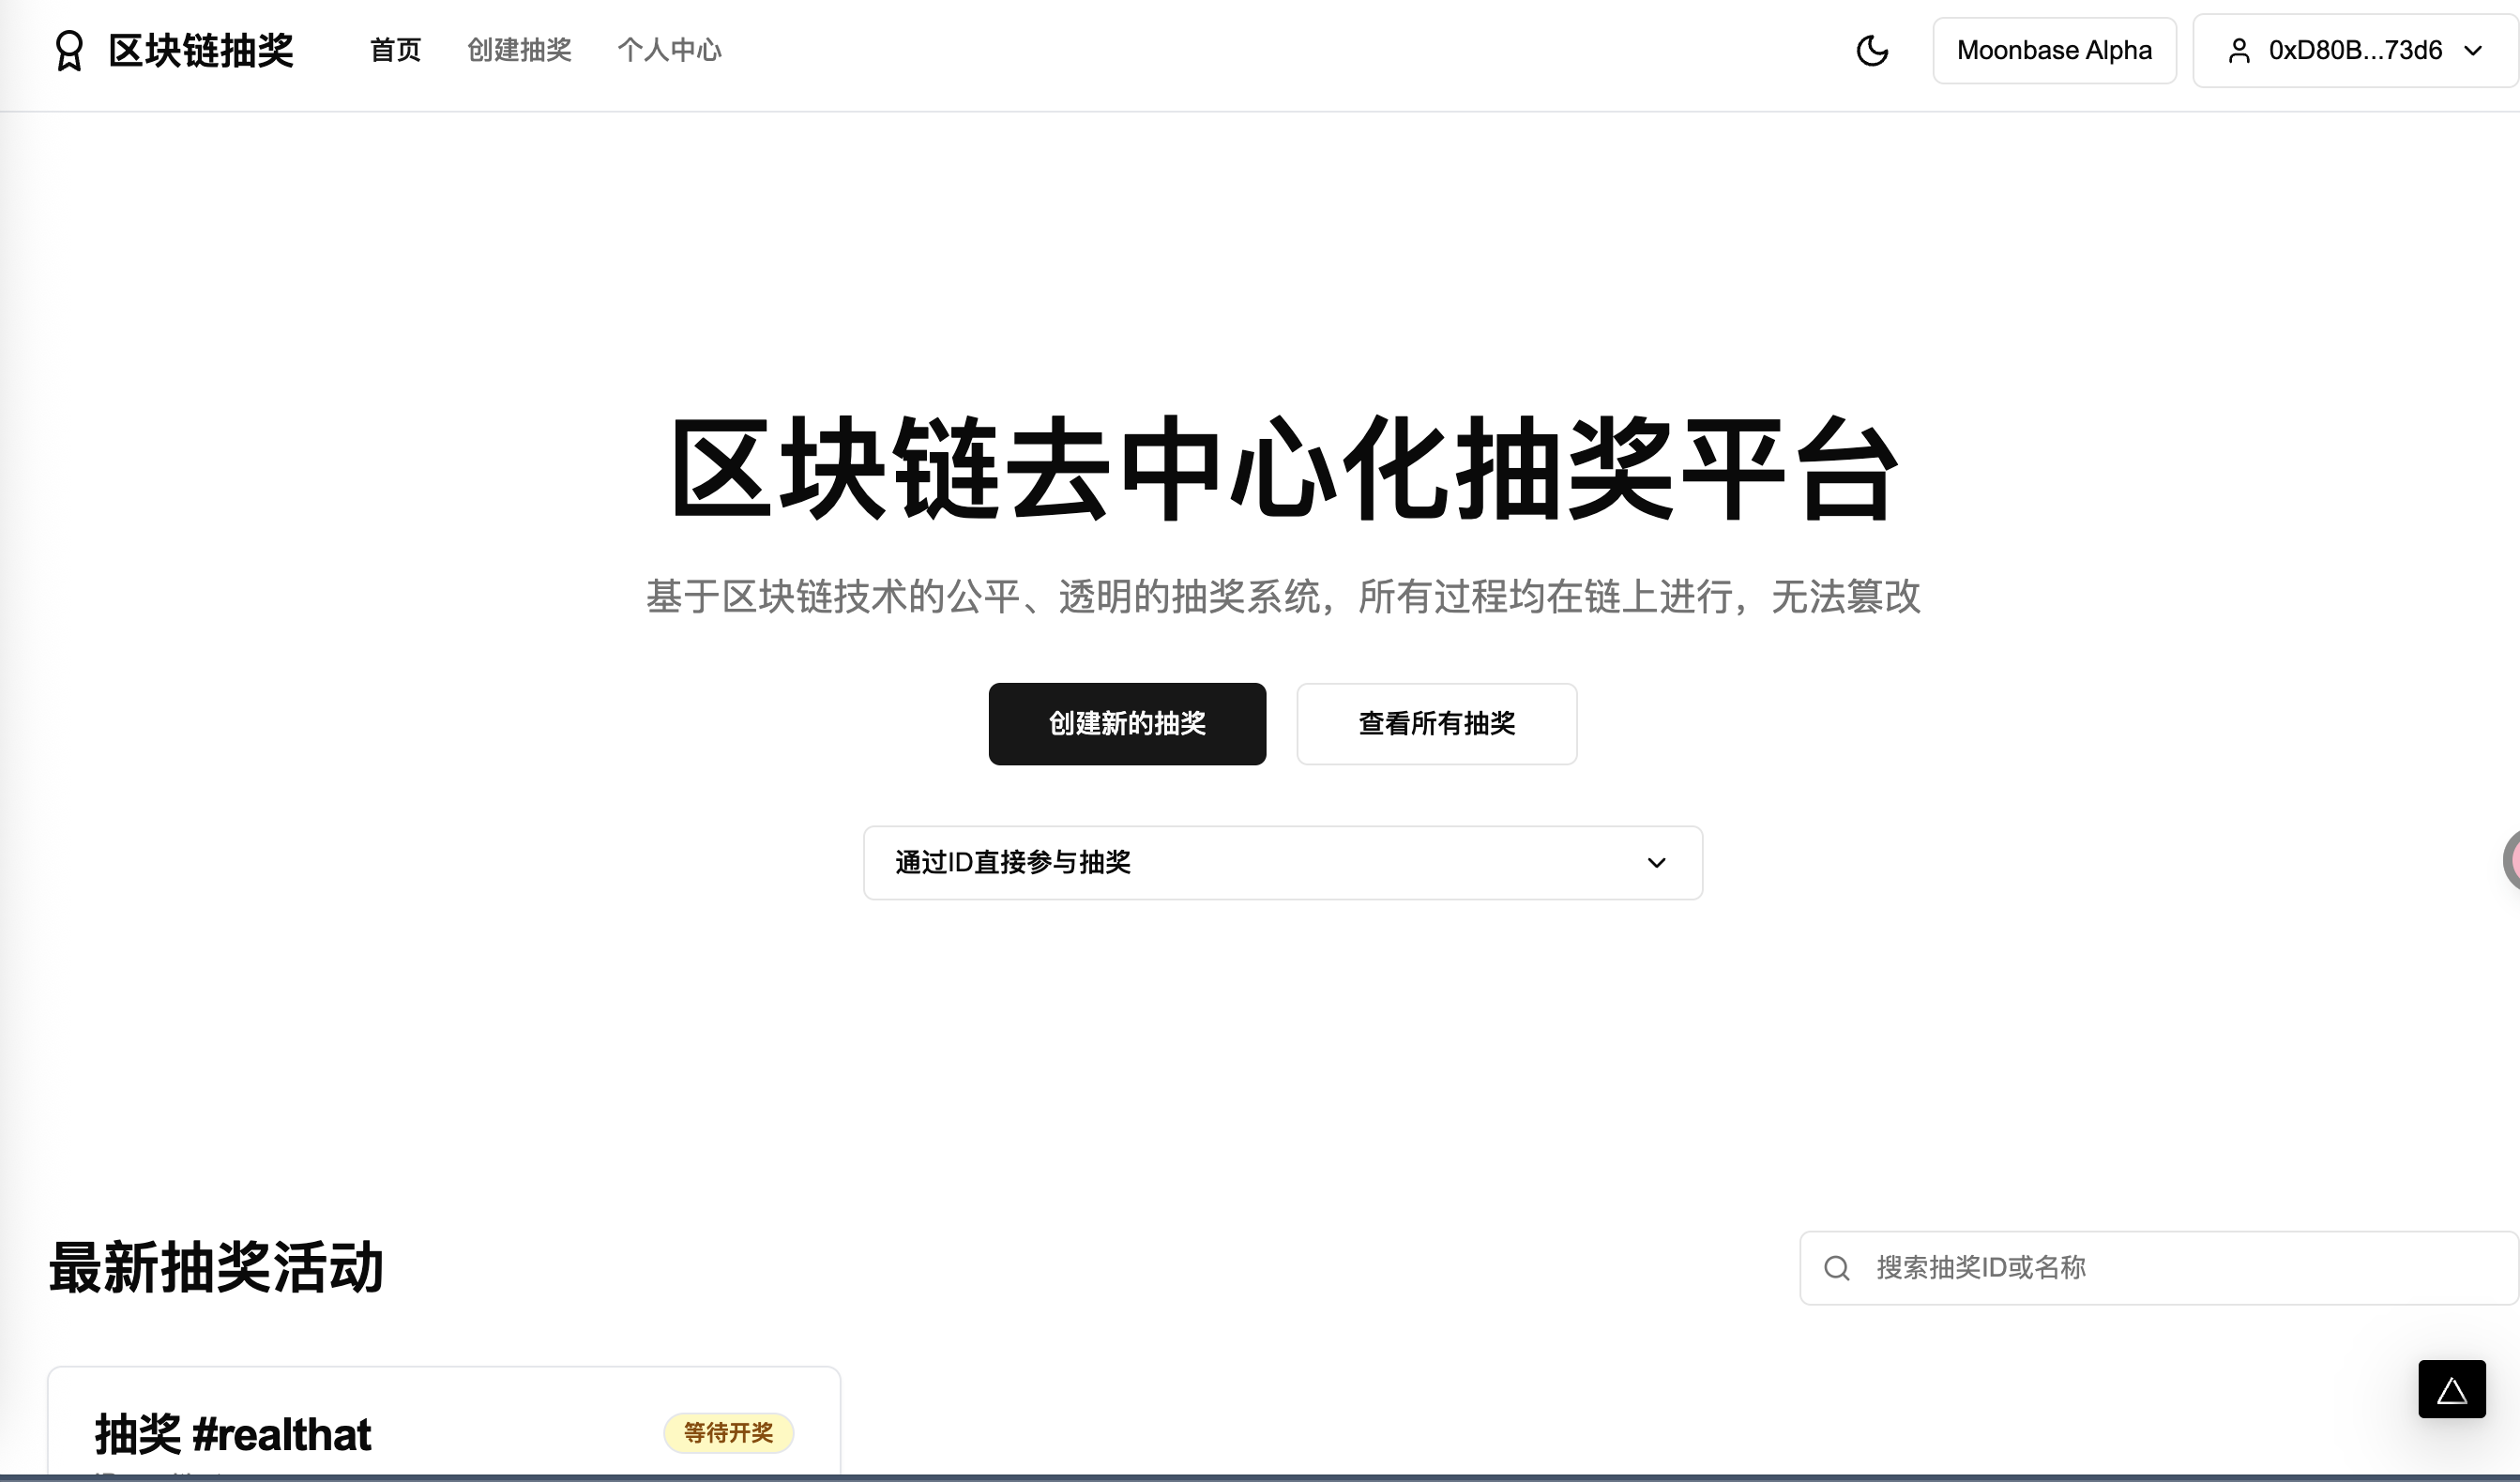 区块链抽奖
首页
创建抽奖
个人中心
Moonbase Alpha
0xD80B...73d6
区块链去中心化抽奖平台
基于区块链技术的公平、透明的抽奖系统，所有过程均在链上进行，无法篡改
创建新的抽奖
查看所有抽奖
通过ID直接参与抽奖
最新抽奖活动
搜索抽奖ID或名称
抽奖 #realthat
等待开奖